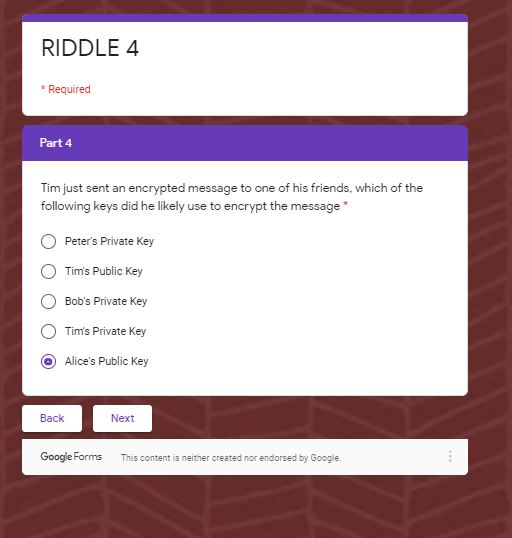 RIDDLE 4
* Required
Part 4
Tim just sent an encrypted message to one of his friends, which of the
following keys did he likely use to encrypt the message *
Peter's Private Key
Tim's Public Key
Bob's Private Key
Tim's Private Key
Alice's Public Key
Back Next
Google Forms This content is neither created nor endorsed by Google.